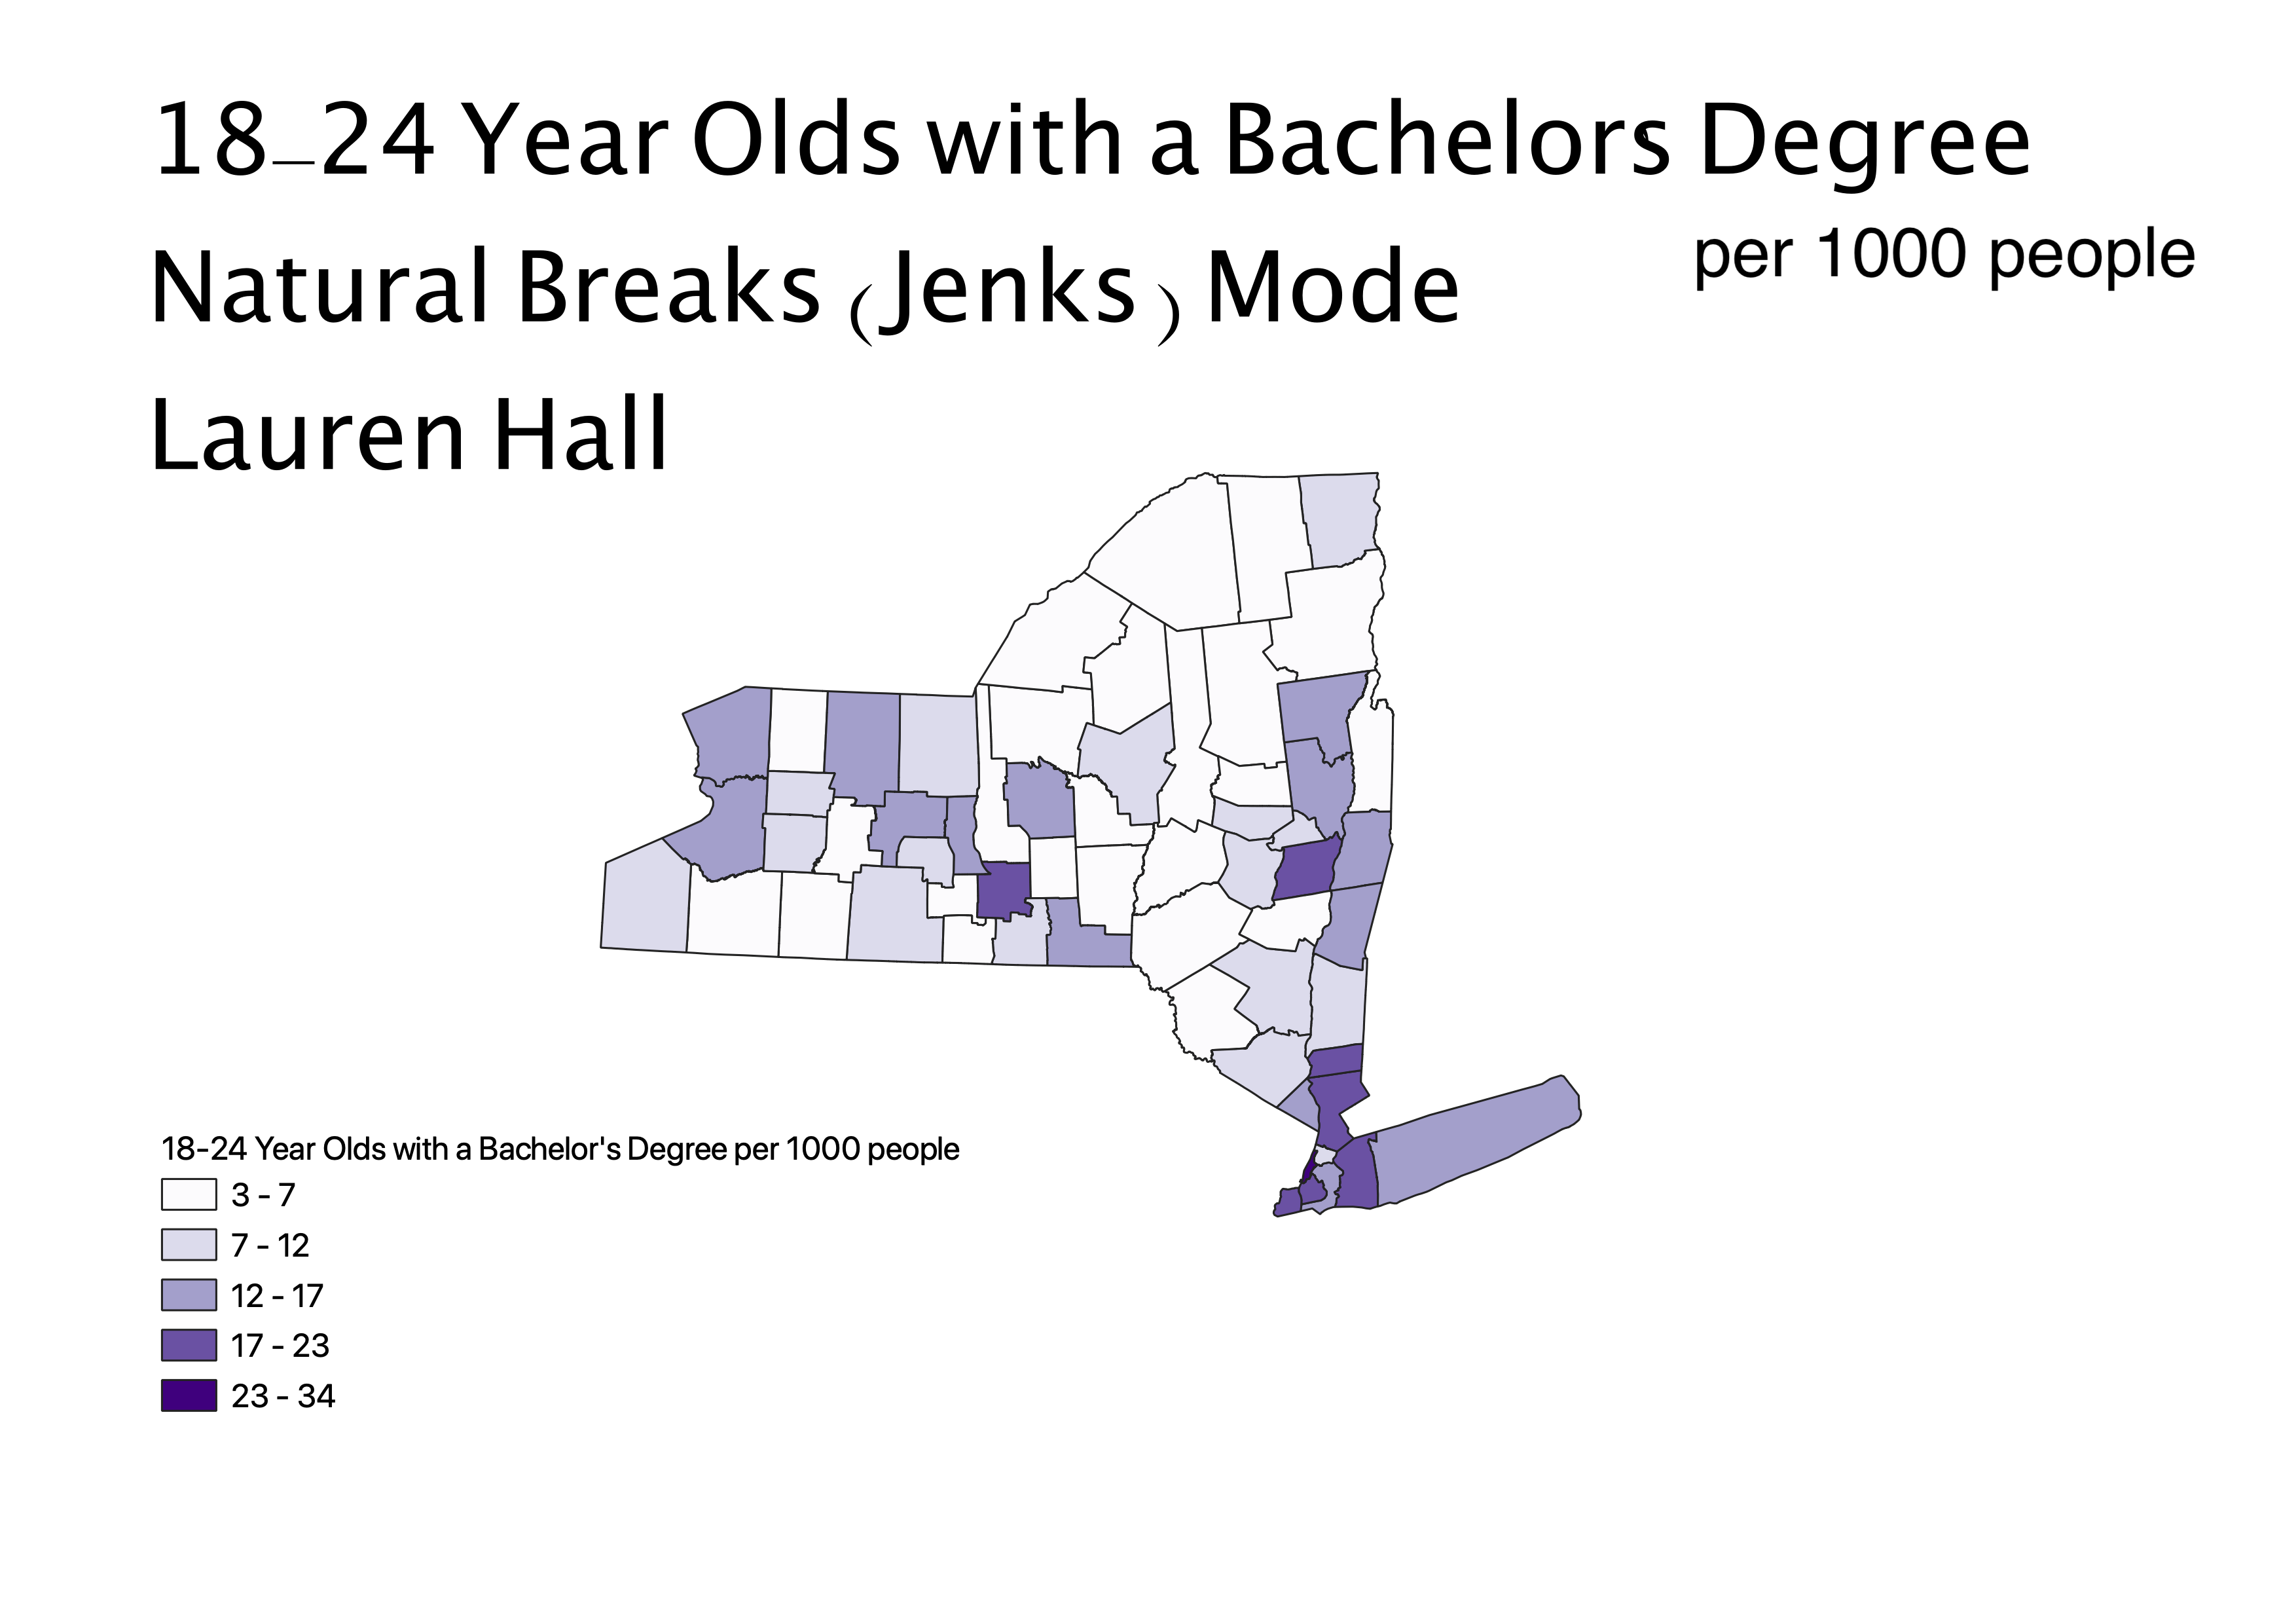 18–24 Year Olds with a Bachelors Degree
per 1000 people
Natural Breaks (Jenks) Mode
Lauren Hall
18-24 Year Olds with a Bachelor's Degree per 1000 people
3 - 7
7 - 12
12 - 17
17 - 23
23 - 34